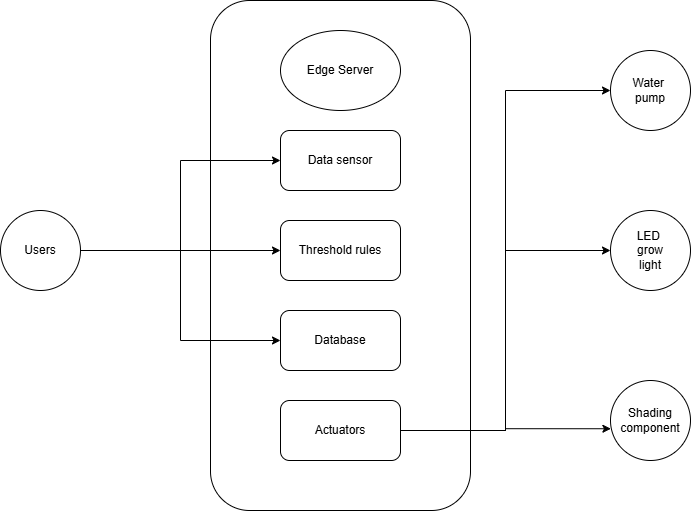 Edge Server
Data sensor
Users
Threshold rules
Database
Actuators
Water
pump
LED
grow
light
Shading
component